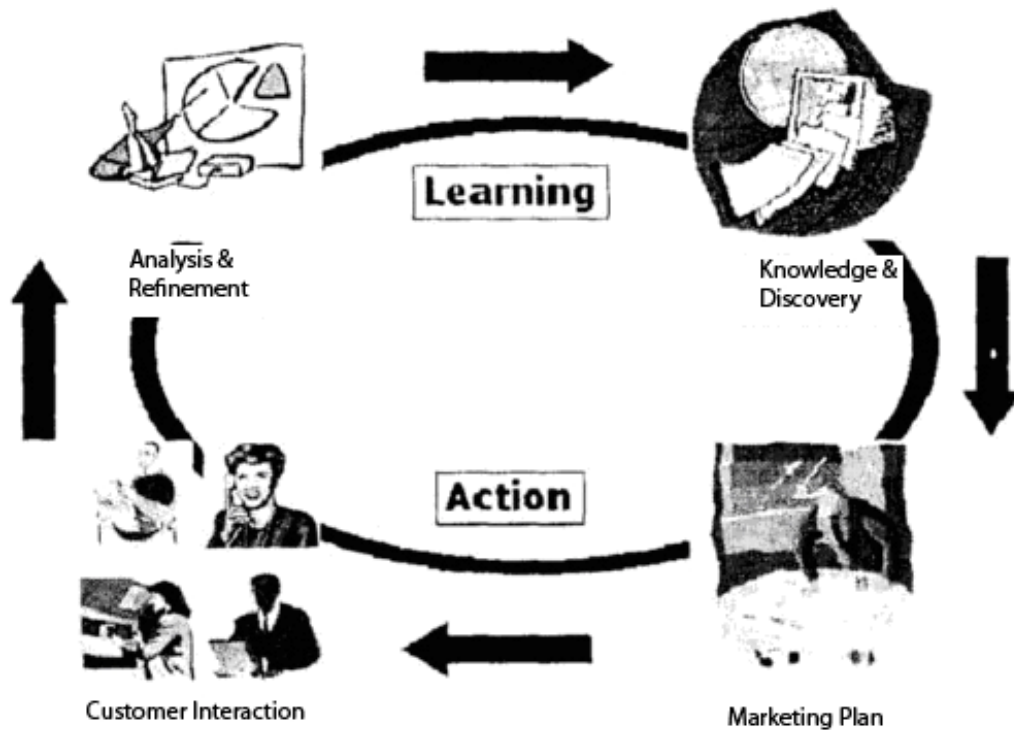 Learning
Analysis &
Refinement
Knowledge &
Discovery
Action
Customer Interaction
Marketing Plan